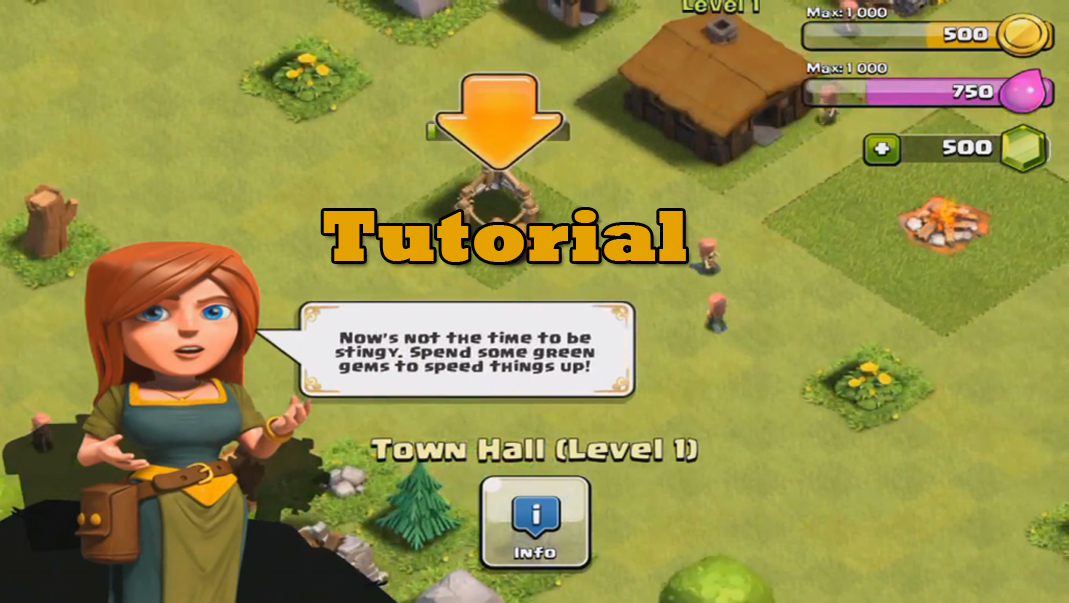 Level 1
Max: 1 000
500
Max: 1 000
750
500
Tutorial
Now's not the time to be
stingy. Spend some green
gems to speed things up!
Town Hall (Level 1)
i
Info